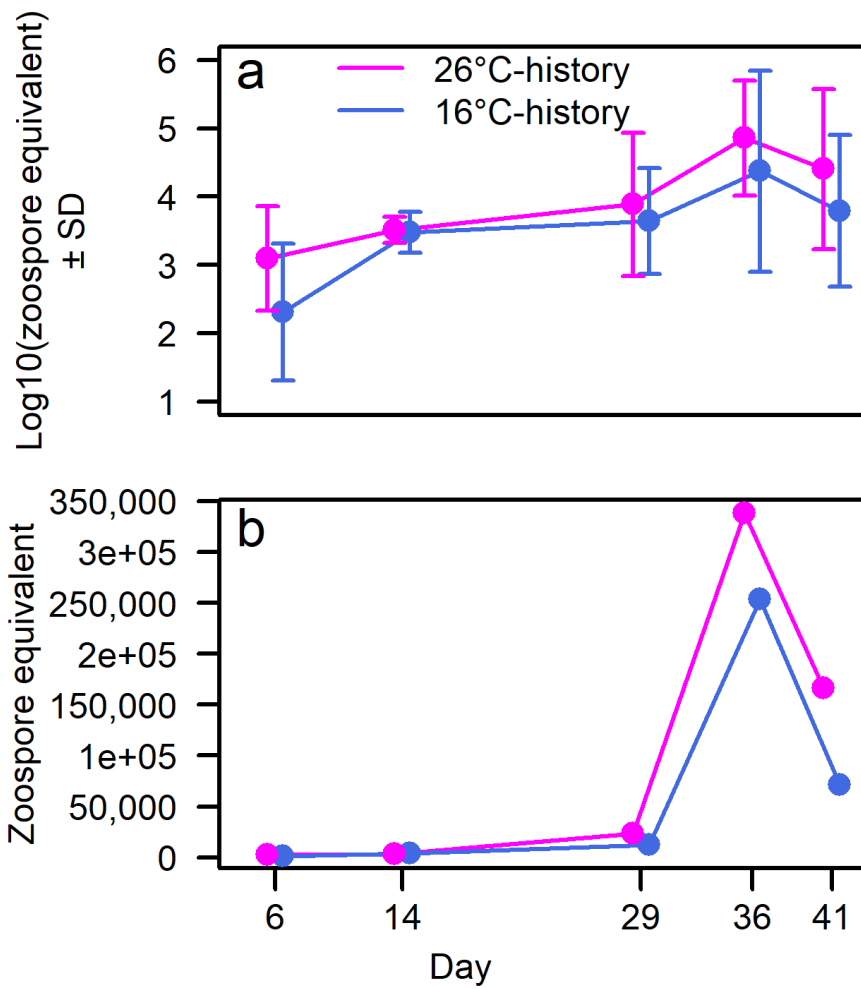 a
26°C-history
16°C-history
Log10(zoospore equivalent)
± SD
6
5
4
3
2
1
b
Zoospore equivalent
350,000
3e+05
250,000
2e+05
150,000
1e+05
50,000
0
6 14 29 36 41
Day